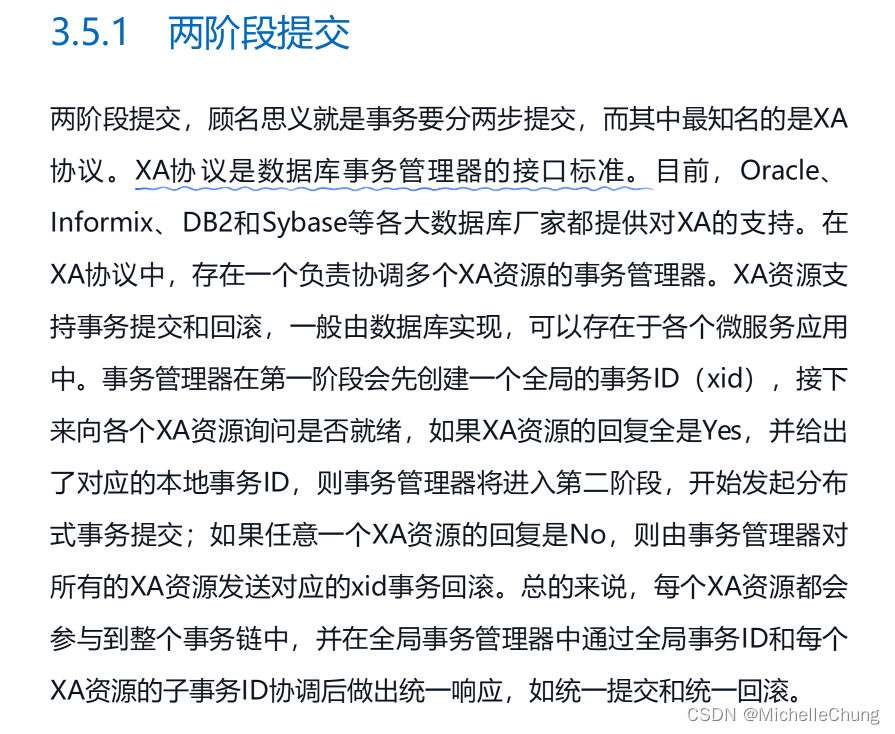 3.5.1 两阶段提交
两阶段提交，顾名思义就是事务要分两步提交，而其中最知名的是XA
协议。XA协议是数据库事务管理器的接口标准。目前，Oracle、
Informix、DB2和Sybase等各大数据库厂家都提供对XA的支持。在
XA协议中，存在一个负责协调多个XA资源的事务管理器。XA资源支
持事务提交和回滚，一般由数据库实现，可以存在于各个微服务应用
中。事务管理器在第一阶段会先创建一个全局的事务ID（xid），接下
来向各个XA资源询问是否就绪，如果XA资源的回复全是Yes，并给出
了对应的本地事务ID，则事务管理器将进入第二阶段，开始发起分布
式事务提交；如果任意一个XA资源的回复是No，则由事务管理器对
所有的XA资源发送对应的xid事务回滚。总的来说，每个XA资源都会
参与到整个事务链中，并在全局事务管理器中通过全局事务ID和每个
XA资源的子事务ID协调后做出统一响应，如统一提交和统一回滚。
CSDN @MichelleChung